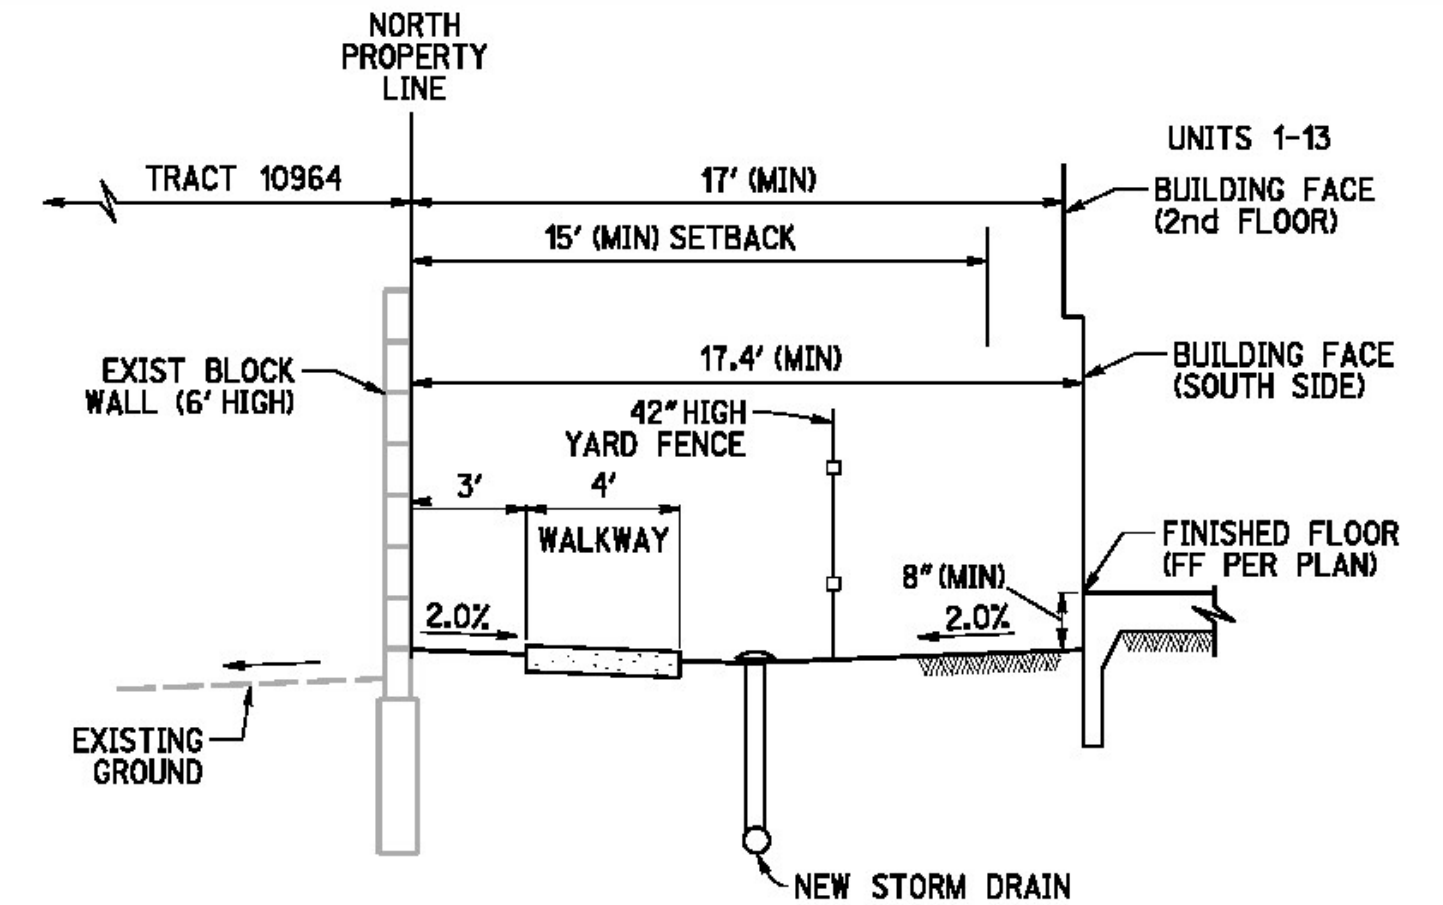 NORTH
PROPERTY
LINE
UNITS 1-13
TRACT 10964
17' (MIN)
BUILDING FACE
(2nd FLOOR)
15' (MIN) SETBACK
EXIST BLOCK
WALL (6' HIGH)
17.4' (MIN)
BUILDING FACE
(SOUTH SIDE)
42" HIGH
YARD FENCE
3'
4'
WALKWAY
FINISHED FLOOR
(FF PER PLAN)
8" (MIN)
2.0%
2.0%
EXISTING
GROUND
NEW STORM DRAIN